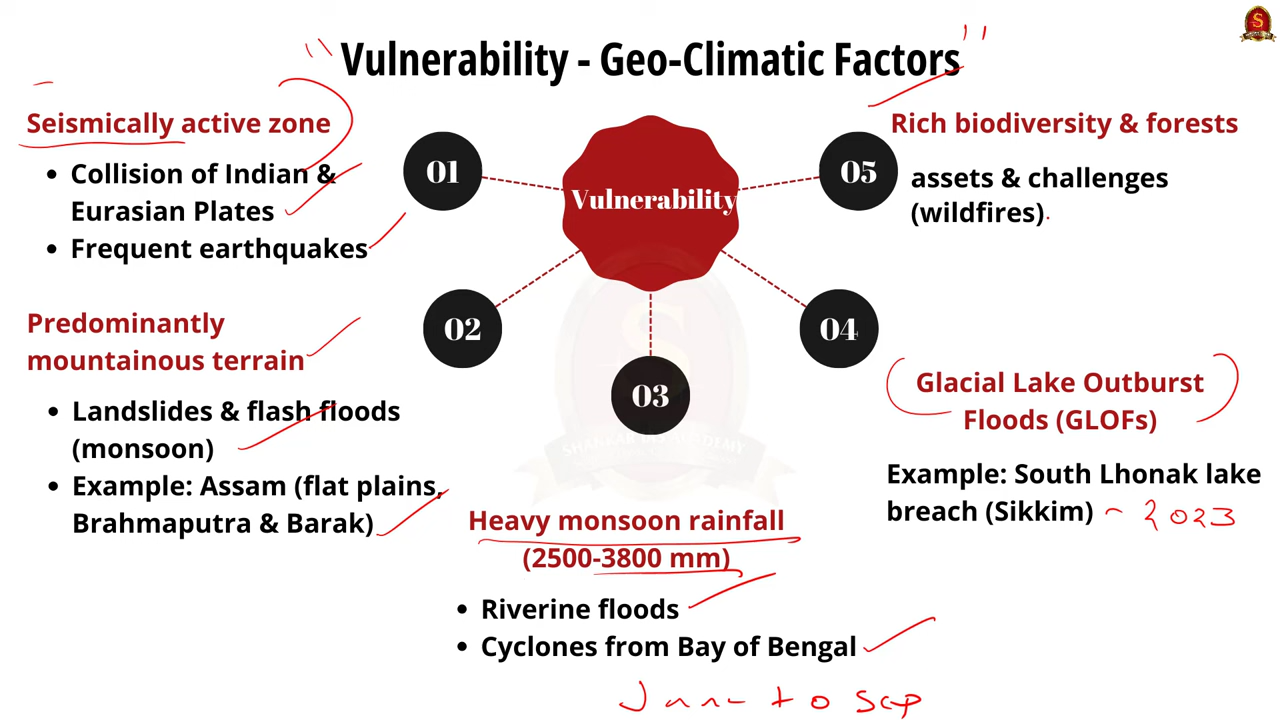 "Vulnerability - Geo-Climatic Factors"
Seismically active zone
• Collision of Indian &
Eurasian Plates
• Frequent earthquakes
Predominantly
mountainous terrain
• Landslides & flash floods
(monsoon)
• Example: Assam (flat plains,
Brahmaputra & Barak)
01
02
03
04
05
Vulnerability
Heavy monsoon rainfall
(2500-3800 mm)
• Riverine floods
• Cyclones from Bay of Bengal
June to Sep
Rich biodiversity & forests
assets & challenges
(wildfires)
Glacial Lake Outburst
Floods (GLOFs)
Example: South Lhonak lake
breach (Sikkim) - 2023